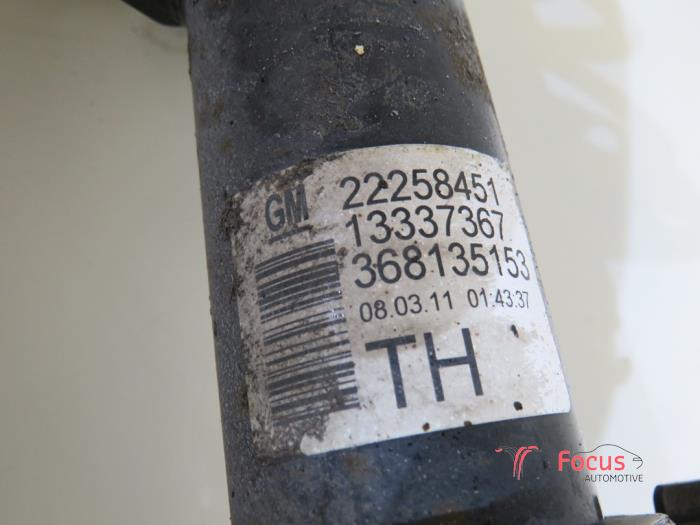 GM 22258451
13337367
368135153
08.03.11 01:43:37
TH
Focus
AUTOMOTIVE